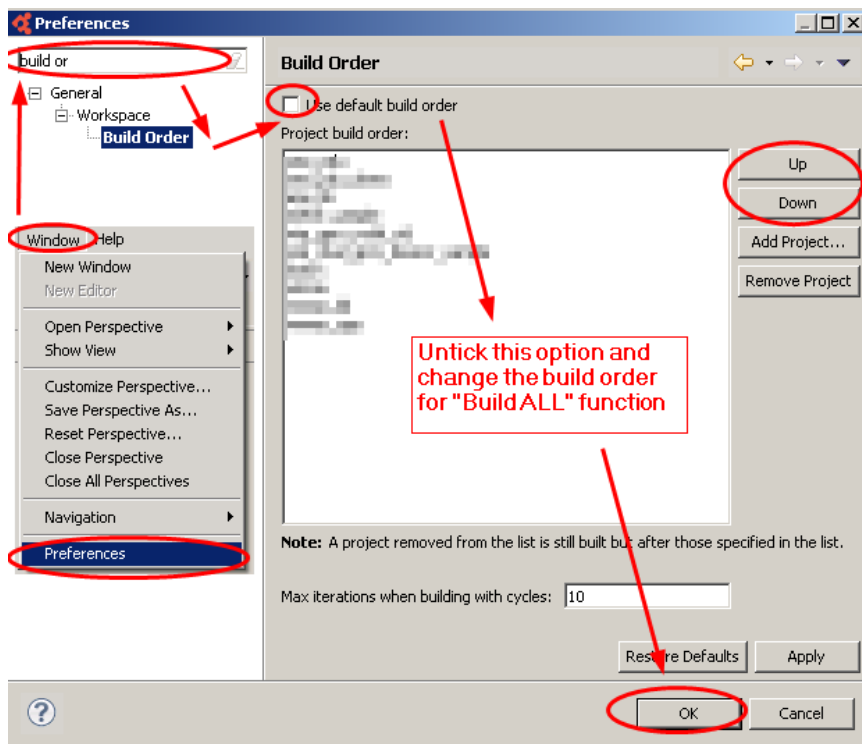 Preferences
build or
General
Workspace
Build Order
Window Help
New Window
New Editor
Open Perspective
Show View
Customize Perspective...
Save Perspective As...
Reset Perspective...
Close Perspective
Close All Perspectives
Navigation
Preferences
Build Order
Use default build order
Project build order:
Up
Down
Add Project...
Remove Project
Untick this option and
change the build order
for "Build ALL" function
Note: A project removed from the list is still built but after those specified in the list.
Max iterations when building with cycles: 10
Restore Defaults Apply
OK Cancel